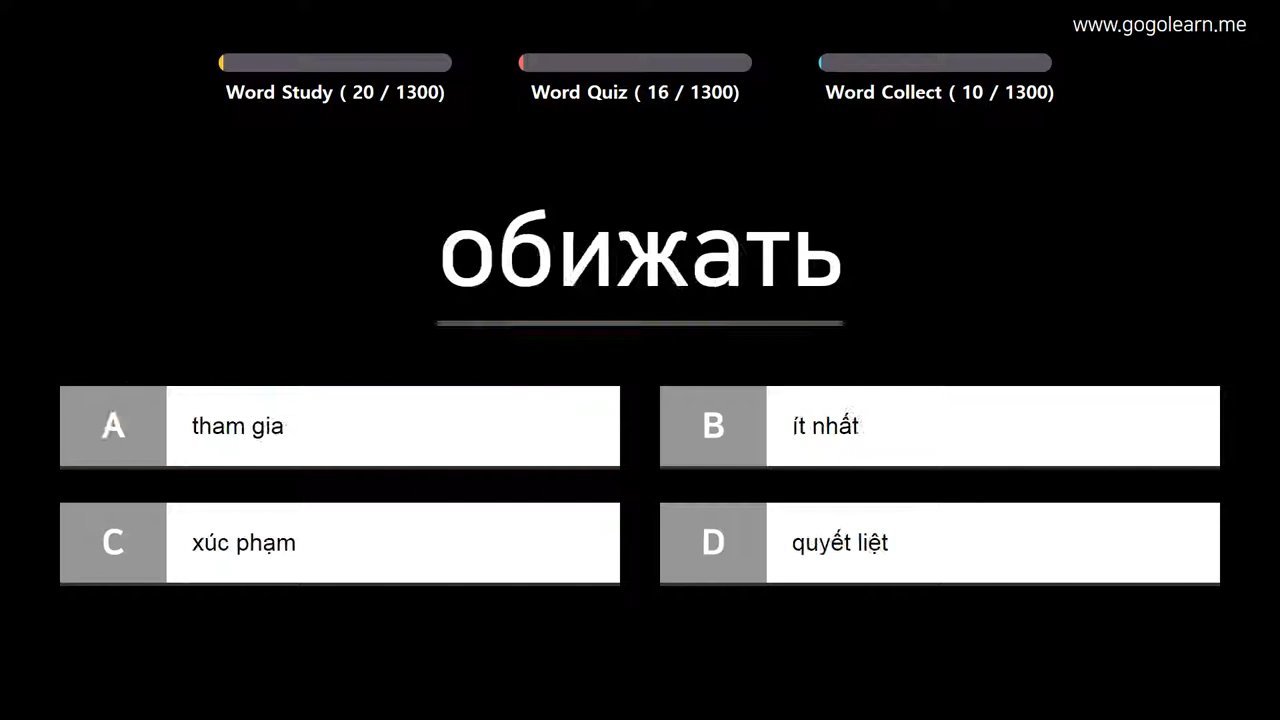 www.gogolearn.me
Word Study ( 20 / 1300)
Word Quiz ( 16 / 1300)
Word Collect ( 10 / 1300)
обижать
A tham gia
B ít nhất
C xúc phạm
D quyết liệt